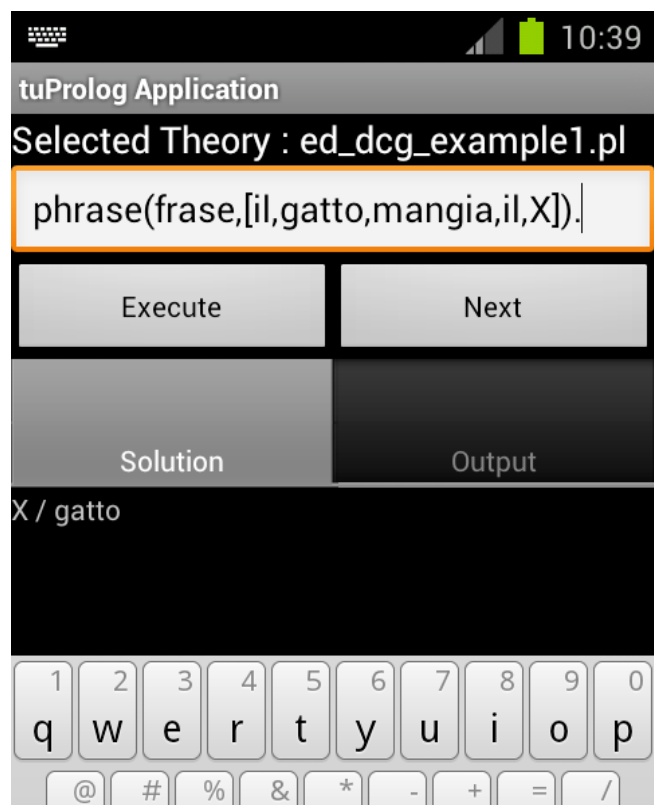 10:39
tuProlog Application
Selected Theory : ed_dcg_example1.pl
phrase(frase,[il,gatto,mangia,il,X]).
Execute Next
Solution Output
X / gatto
1 2 3 4 5 6 7 8 9 0
q w e r t y u i o p
@ # % & * - + = /